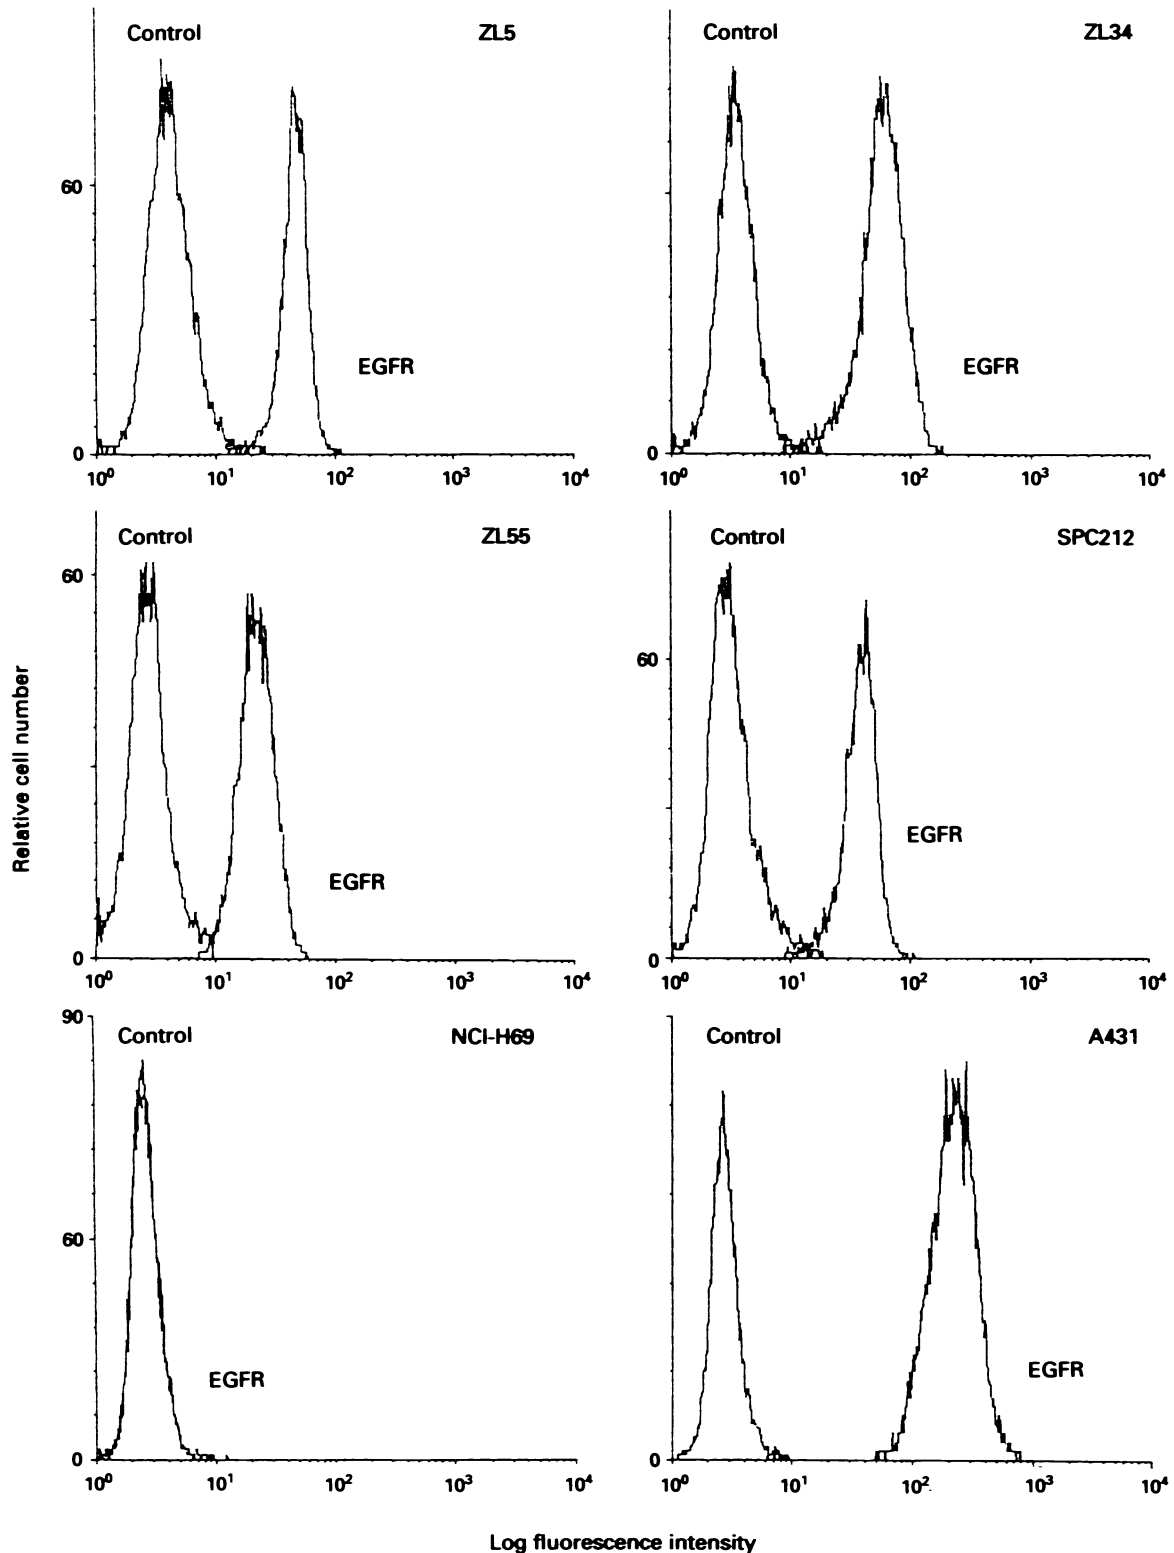 Control ZL5
60
EGFR
0
10⁰ 10¹ 10² 10³ 10⁴
Control ZL34
EGFR
0
10⁰ 10¹ 10² 10³ 10⁴
Control ZL55
60
EGFR
0
10⁰ 10¹ 10² 10³ 10⁴
Control SPC212
60
EGFR
0
10⁰ 10¹ 10² 10³ 10⁴
Relative cell number
90
Control NCI-H69
60
EGFR
0
10⁰ 10¹ 10² 10³ 10⁴
Control A431
EGFR
0
10⁰ 10¹ 10² 10³ 10⁴
Log fluorescence intensity